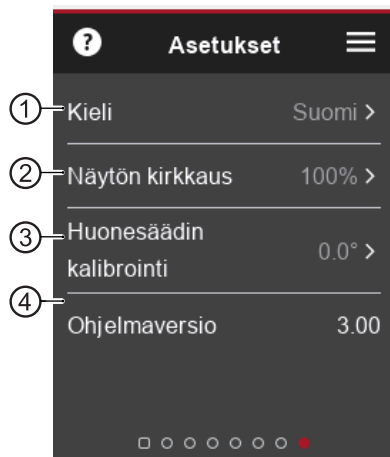 ? Asetukset
① Kieli Suomi >
② Näytön kirkkaus 100% >
③ Huonesäädin
kalibrointi 0.0° >
④
Ohjelmaversio 3.00